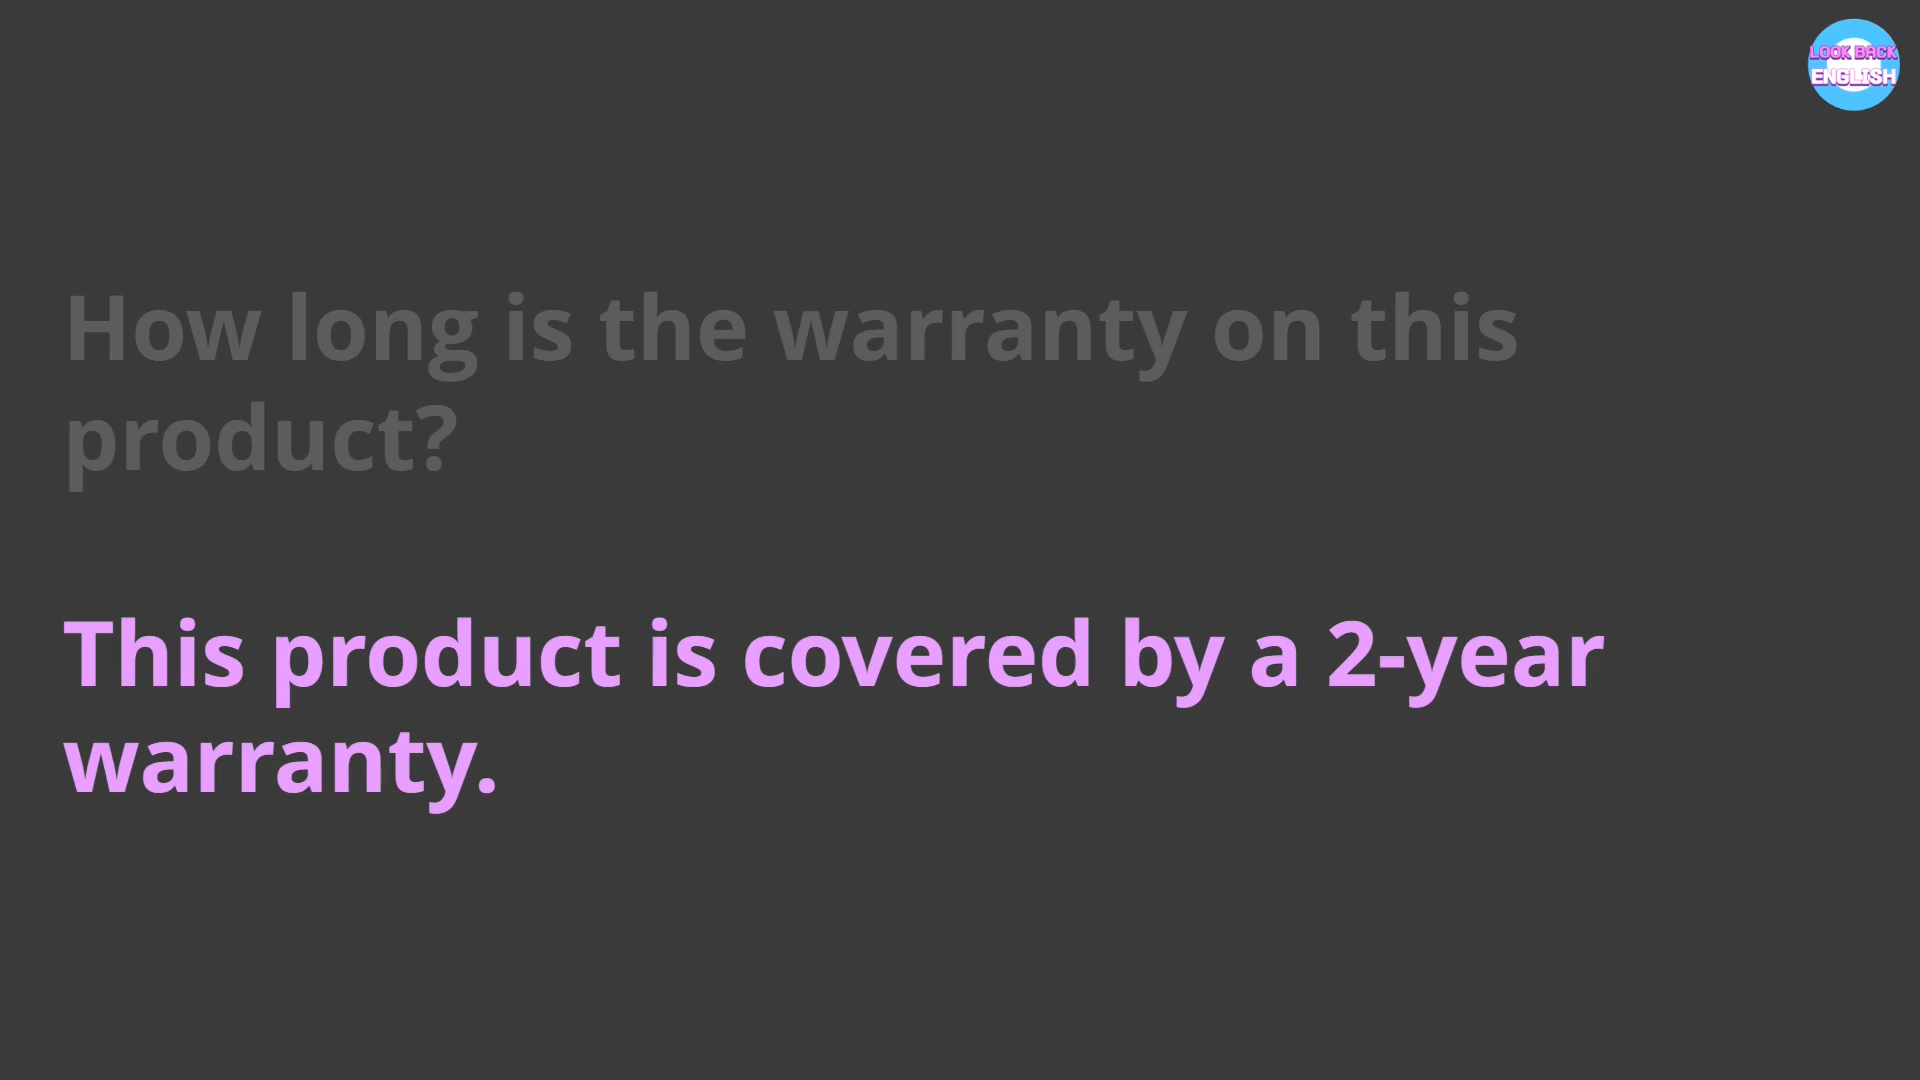 LOOK BACK
ENGLISH
How long is the warranty on this
product?
This product is covered by a 2-year
warranty.